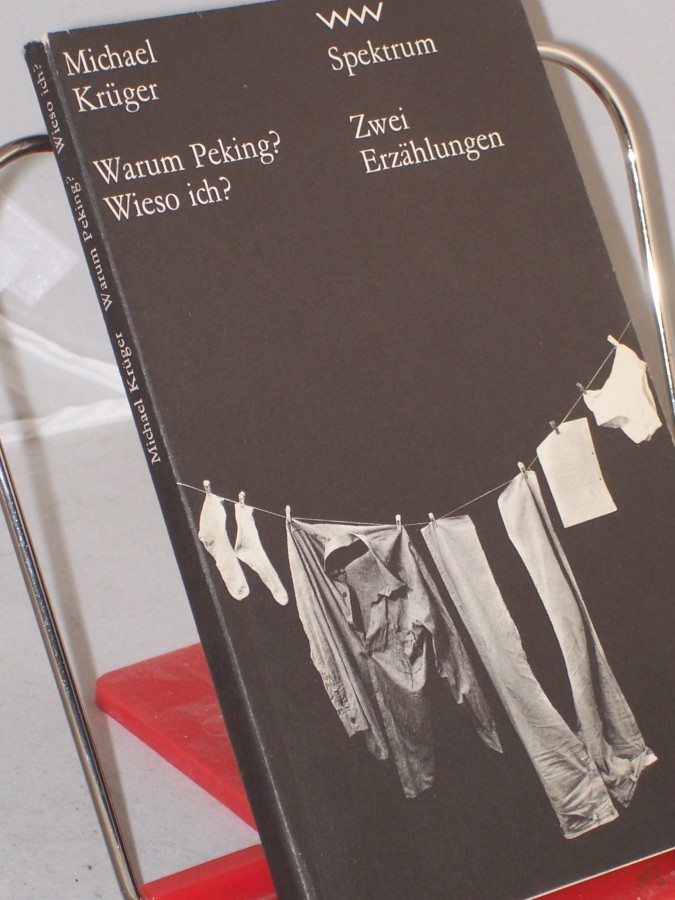 Michael
Krüger
Warum Peking?
Wieso ich?
Spektrum
Zwei
Erzählungen
Michael Krüger Warum Peking? Wieso ich?